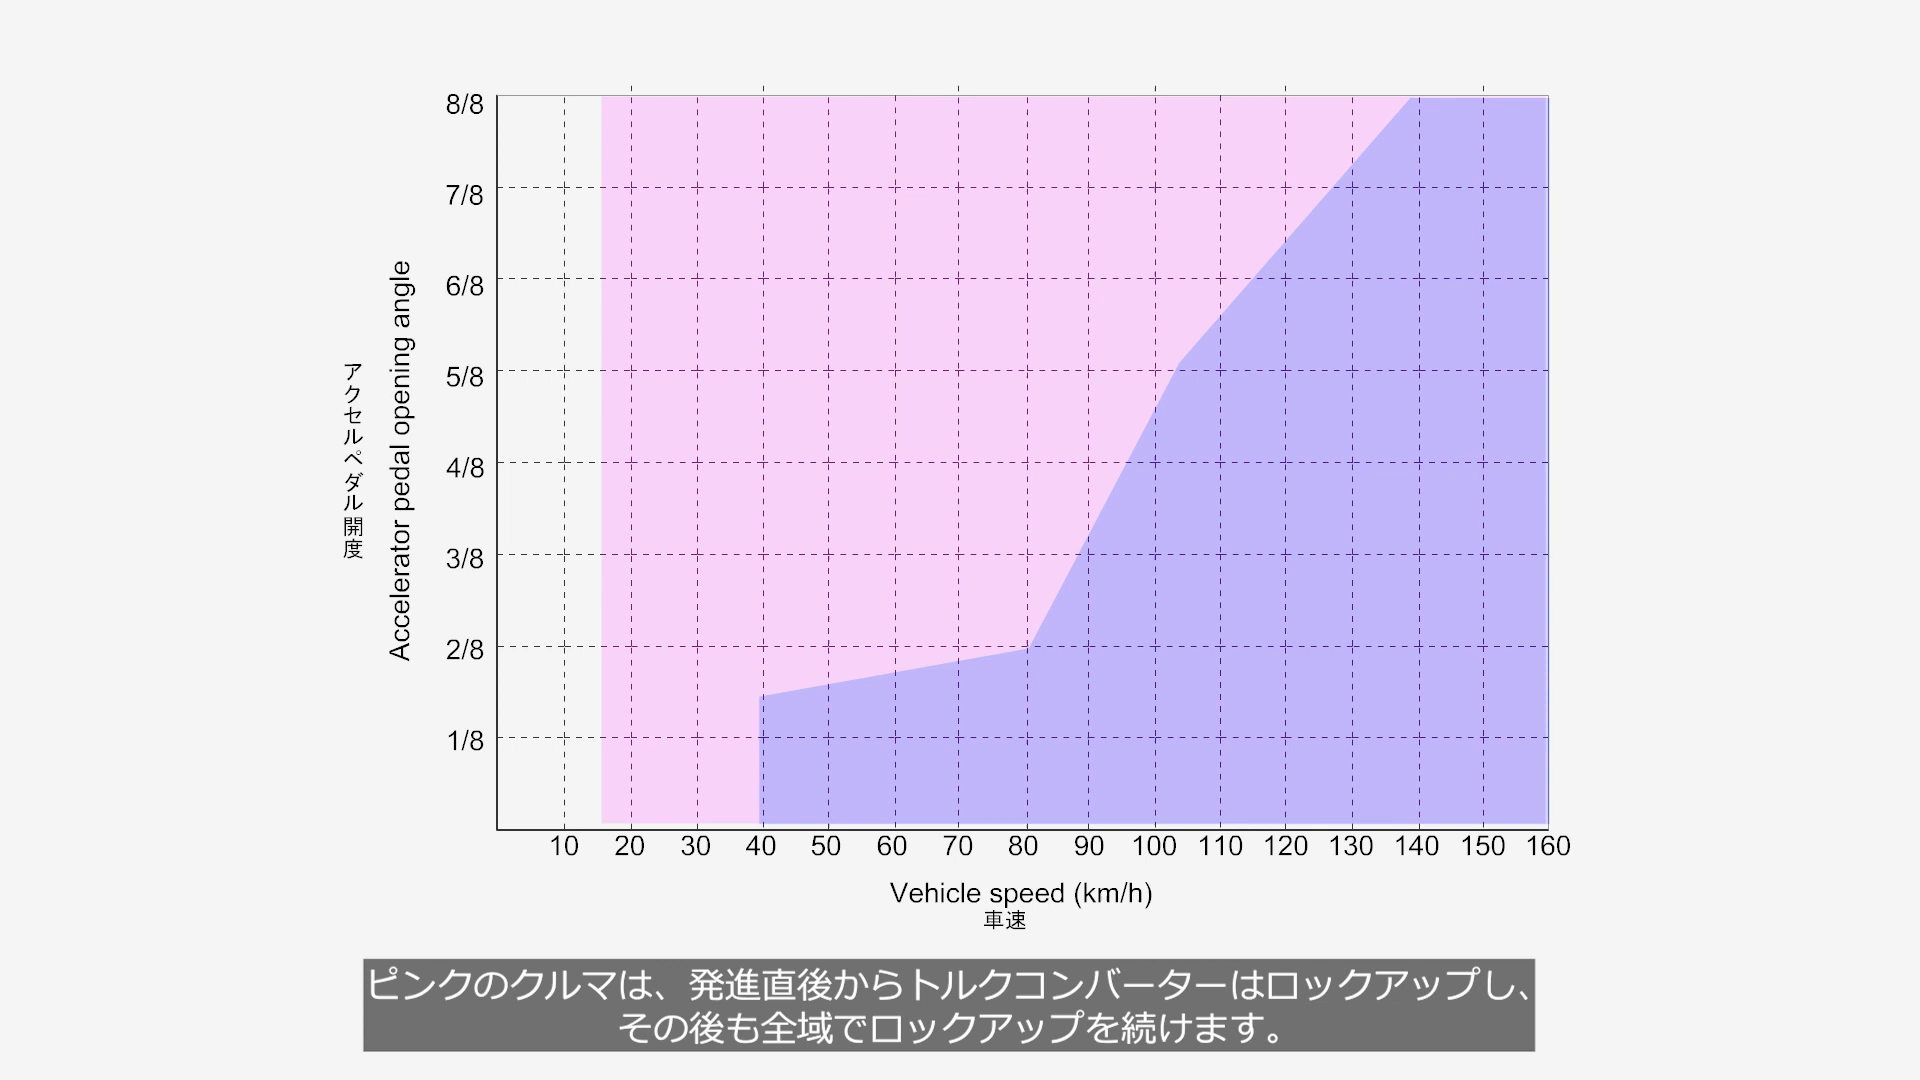 8/8
7/8
6/8
5/8
4/8
3/8
2/8
1/8
アクセルペダル開度
Accelerator pedal opening angle
10 20 30 40 50 60 70 80 90 100 110 120 130 140 150 160
Vehicle speed (km/h)
車速
ピンクのクルマは、発進直後からトルクコンバーターはロックアップし、
その後も全域でロックアップを続けます。